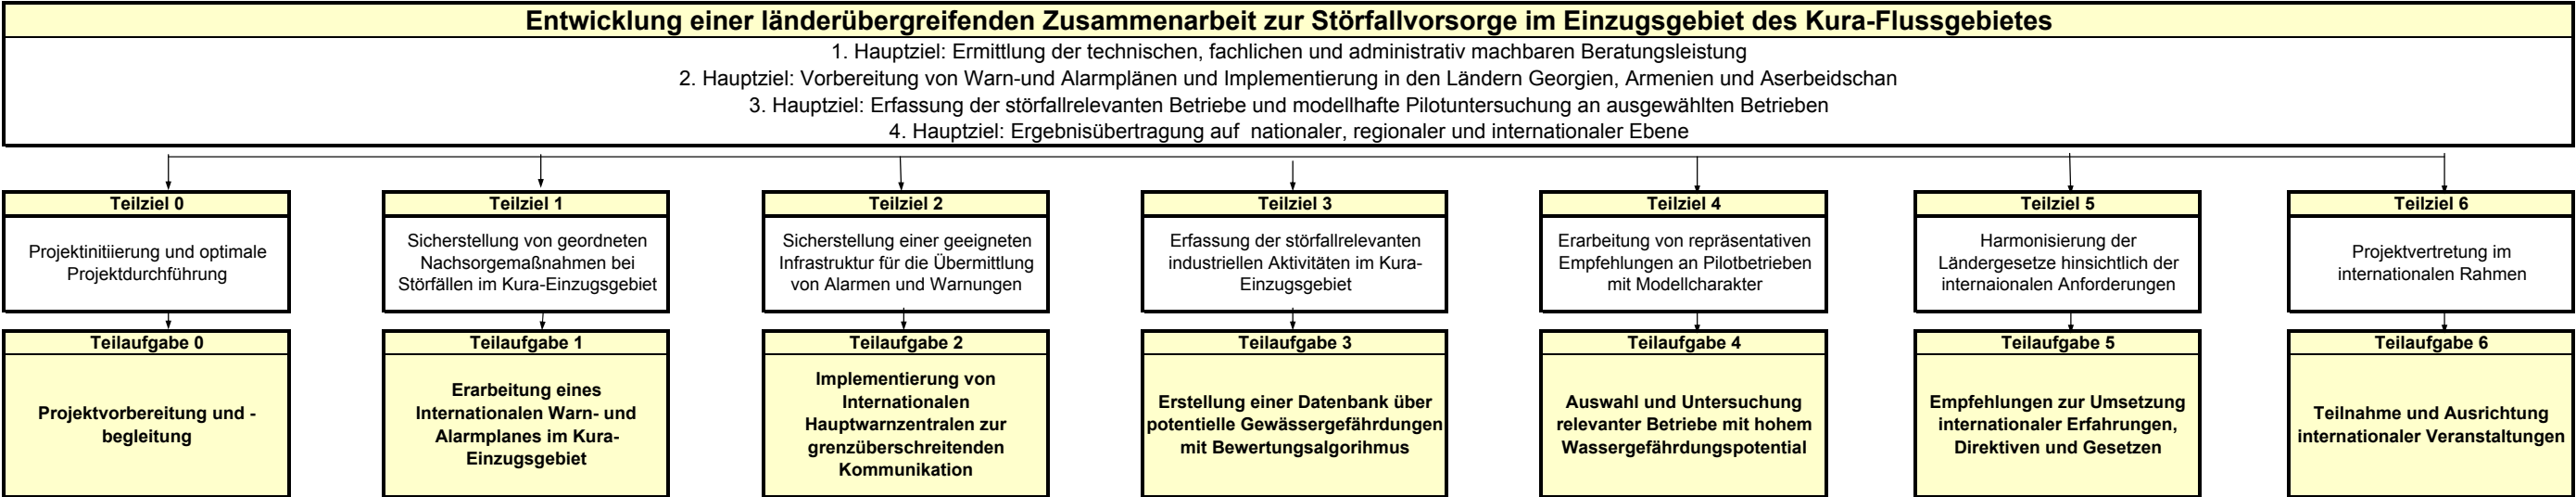 Entwicklung einer länderübergreifenden Zusammenarbeit zur Störfallvorsorge im Einzugsgebiet des Kura-Flussgebietes
1. Hauptziel: Ermittlung der technischen, fachlichen und administrativ machbaren Beratungsleistung
2. Hauptziel: Vorbereitung von Warn-und Alarmplänen und Implementierung in den Ländern Georgien, Armenien und Aserbeidschan
3. Hauptziel: Erfassung der störfallrelevanten Betriebe und modellhafte Pilotuntersuchung an ausgewählten Betrieben
4. Hauptziel: Ergebnisübertragung auf nationaler, regionaler und internationaler Ebene
Teilziel 0
Projektinitiierung und optimale
Projektdurchführung
Teilziel 1
Sicherstellung von geordneten
Nachsorgemaßnahmen bei
Störfällen im Kura-Einzugsgebiet
Teilziel 2
Sicherstellung einer geeigneten
Infrastruktur für die Übermittlung
von Alarmen und Warnungen
Teilziel 3
Erfassung der störfallrelevanten
industriellen Aktivitäten im Kura-
Einzugsgebiet
Teilziel 4
Erarbeitung von repräsentativen
Empfehlungen an Pilotbetrieben
mit Modellcharakter
Teilziel 5
Harmonisierung der
Ländergesetze hinsichtlich der
internaionalen Anforderungen
Teilziel 6
Projektvertretung im
internationalen Rahmen
Teilaufgabe 0
Projektvorbereitung und -
begleitung
Teilaufgabe 1
Erarbeitung eines
Internationalen Warn- und
Alarmplanes im Kura-
Einzugsgebiet
Teilaufgabe 2
Implementierung von
Internationalen
Hauptwarnzentralen zur
grenzüberschreitenden
Kommunikation
Teilaufgabe 3
Erstellung einer Datenbank über
potentielle Gewässergefährdungen
mit Bewertungsalgorihmus
Teilaufgabe 4
Auswahl und Untersuchung
relevanter Betriebe mit hohem
Wassergefährdungspotential
Teilaufgabe 5
Empfehlungen zur Umsetzung
internationaler Erfahrungen,
Direktiven und Gesetzen
Teilaufgabe 6
Teilnahme und Ausrichtung
internationaler Veranstaltungen